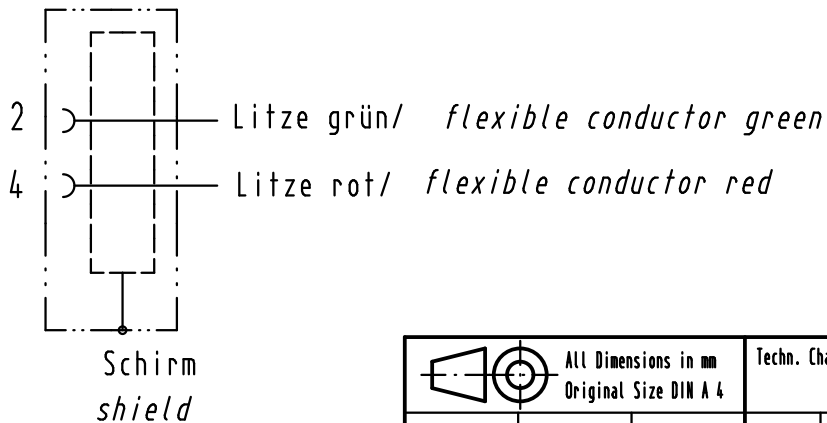 2 Litze grün/ flexible conductor green
4 Litze rot/ flexible conductor red
Schirm
shield
All Dimensions in mm
Original Size DIN A 4
Techn.